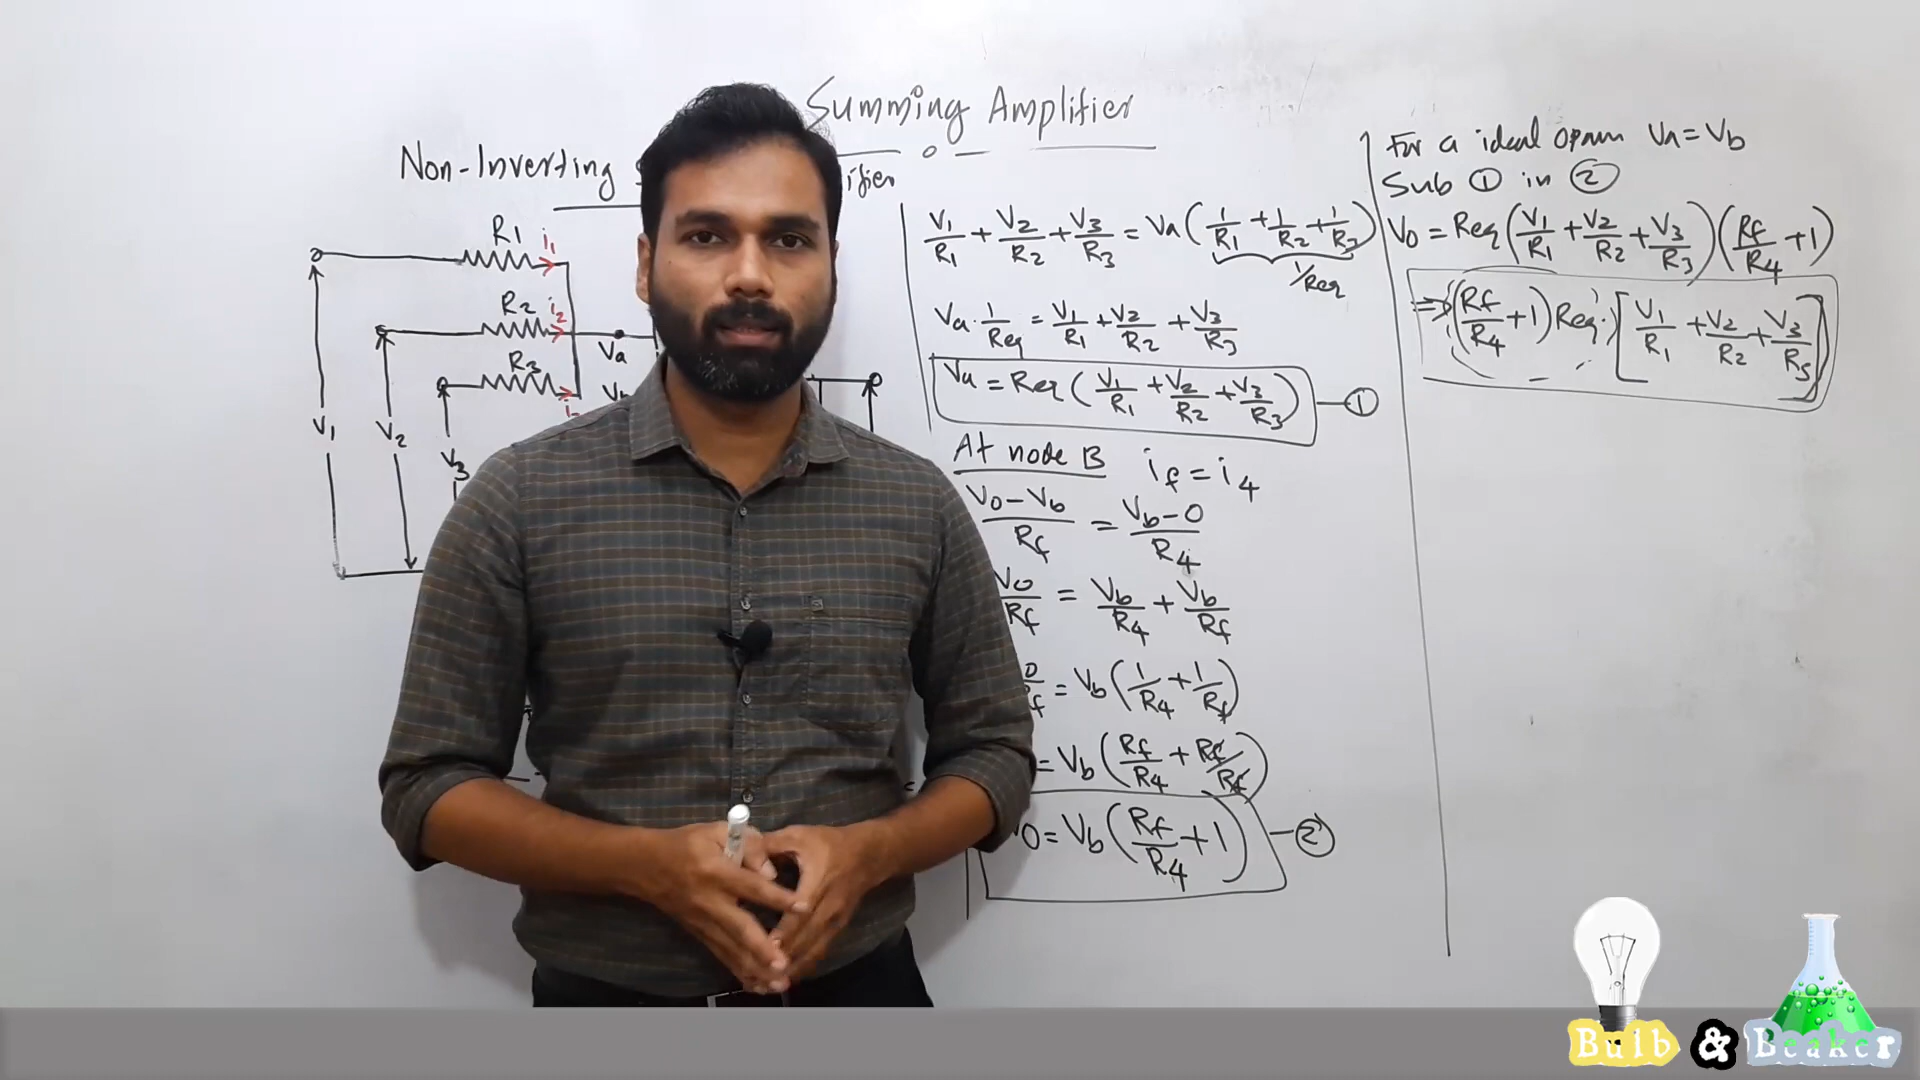 Summing Amplifier
Non-Inverting
ifier
R1 i1
R2 i2
R3
Va
V1
V2
V3
V1/R1 + V2/R2 + V3/R3 = Va (1/R1 + 1/R2 + 1/R3)
1/Req
Va · 1/Req = V1/R1 + V2/R2 + V3/R3
Va = Req (V1/R1 + V2/R2 + V3/R3) — ①
At node B if = i4
V0 – Vb / Rf = Vb – 0 / R4
V0/Rf = Vb/R4 + Vb/Rf
= Vb (1/R4 + 1/Rf)
= Vb (Rf/R4 + Rf/Rf)
0 = Vb (Rf/R4 + 1) — ②
For a ideal opam Va = Vb
Sub ① in ②
V0 = Req (V1/R1 + V2/R2 + V3/R3) (Rf/R4 + 1)
⇒ (Rf/R4 + 1) Req · [V1/R1 + V2/R2 + V3/R3]
Bulb & Beaker